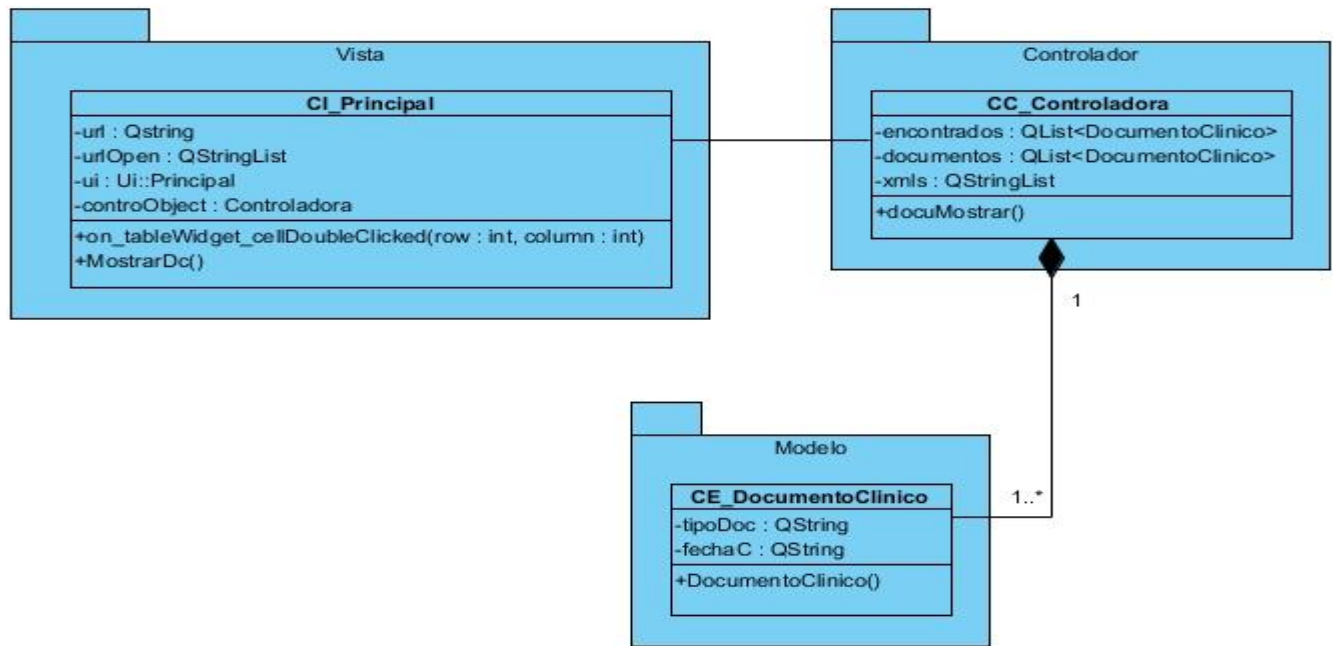 Vista
CI_Principal
-url : Qstring
-urlOpen : QStringList
-ui : Ui::Principal
-controObject : Controladora
+on_tableWidget_cellDoubleClicked(row : int, column : int)
+MostrarDc()
Controlador
CC_Controladora
-encontrados : QList<DocumentoClinico>
-documentos : QList<DocumentoClinico>
-xmls : QStringList
+docuMostrar()
1
Modelo
CE_DocumentoClinico
-tipoDoc : QString
-fechaC : QString
+DocumentoClinico()
1..*